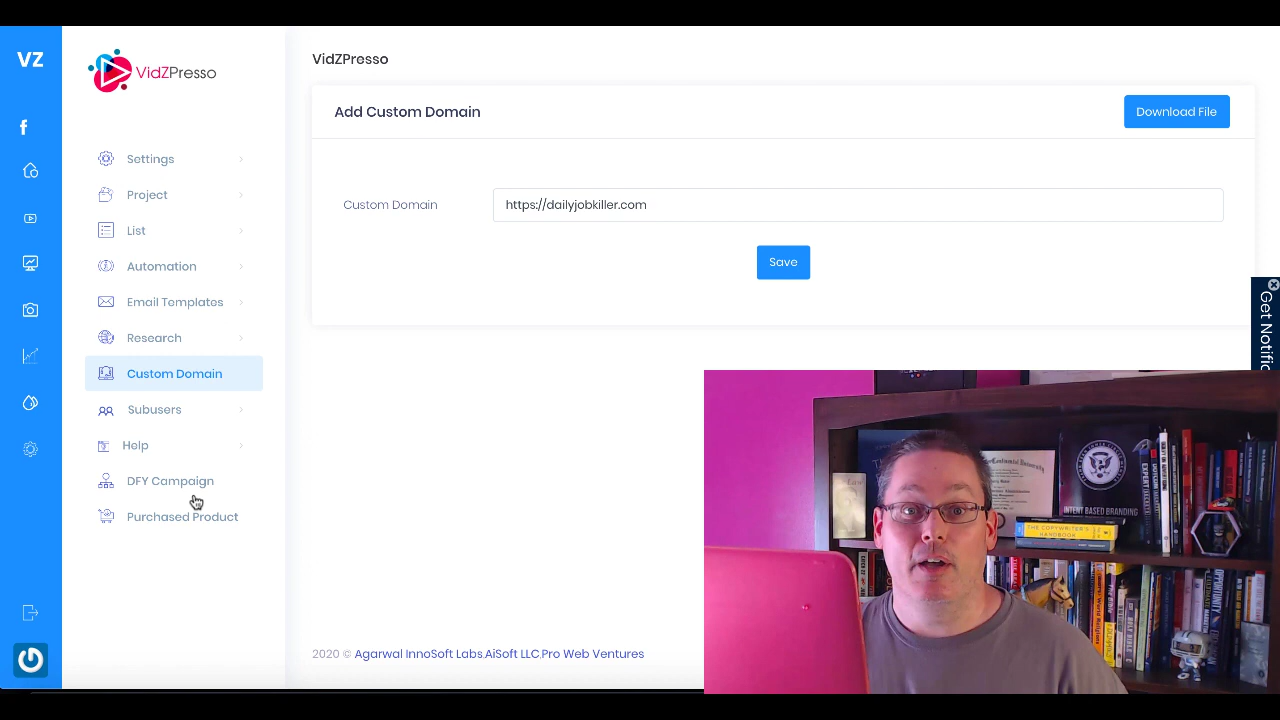 VZ
VidZPresso
Settings
Project
List
Automation
Email Templates
Research
Custom Domain
Subusers
Help
DFY Campaign
Purchased Product
VidZPresso
Add Custom Domain
Download File
Custom Domain
https://dailyjobkiller.com
Save
Get Notific
2020 © Agarwal InnoSoft Labs,AiSoft LLC,Pro Web Ventures
Law
INTENT BASED BRANDING
THE COPYWRITER'S
HANDBOOK